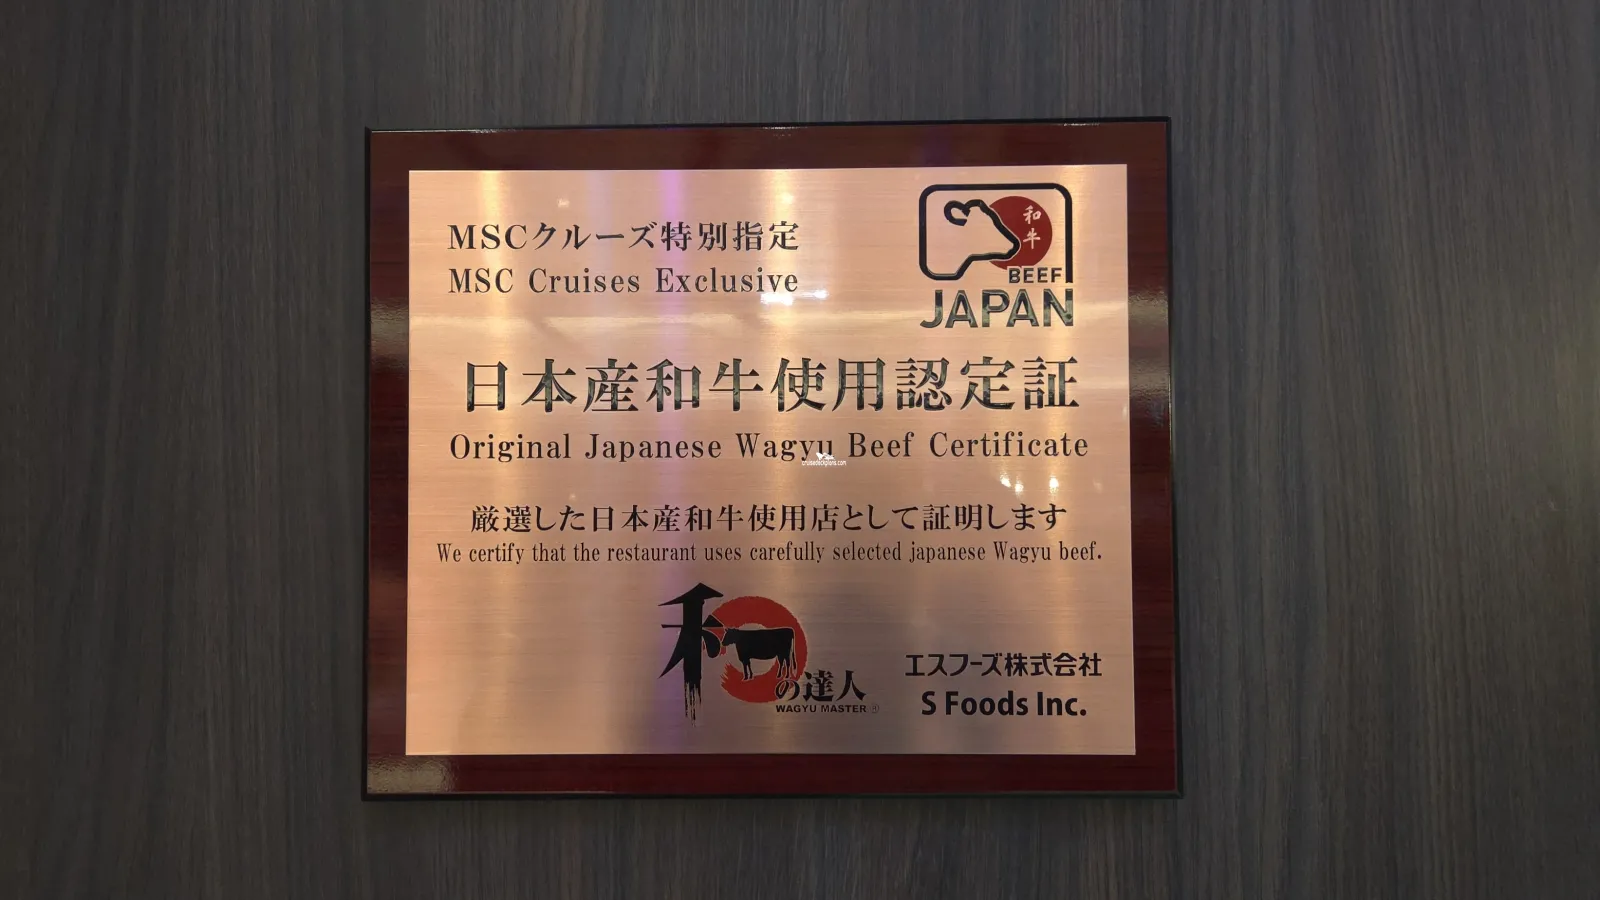 MSCクルーズ特別指定
MSC Cruises Exclusive
和牛
BEEF
JAPAN
日本産和牛使用認定証
Original Japanese Wagyu Beef Certificate
cruisedeckplans.com
厳選した日本産和牛使用店として証明します
We certify that the restaurant uses carefully selected japanese Wagyu beef.
和の達人
WAGYU MASTER®
エスフーズ株式会社
S Foods Inc.